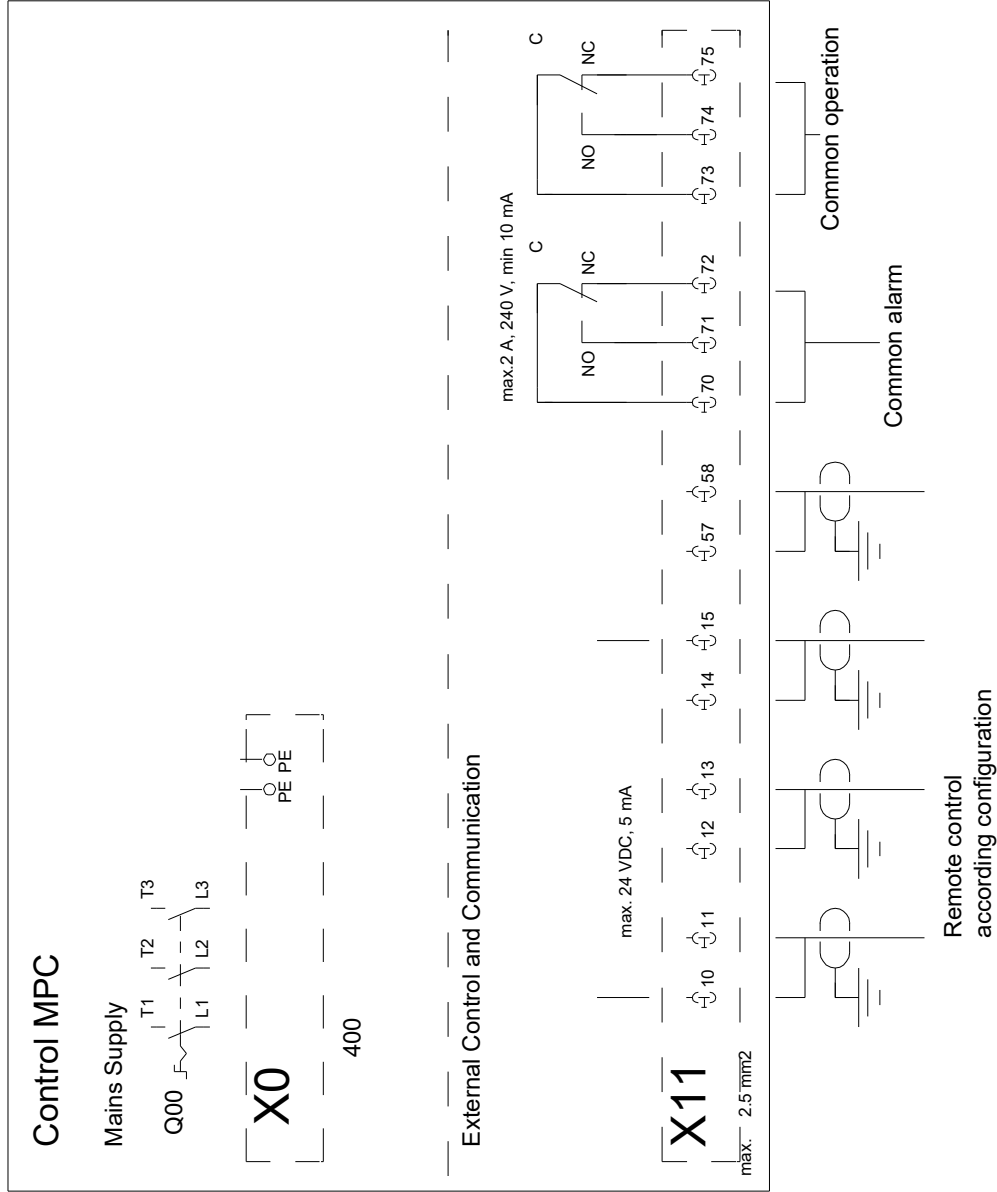 Control MPC
Mains Supply
Q00
T1 T2 T3
L1 L2 L3
X0
PE PE
400
External Control and Communication
max. 24 VDC, 5 mA
max.2 A, 240 V, min 10 mA
C
C
NO NC
NO NC
X11
10 11 12 13 14 15 57 58 70 71 72 73 74 75
max. 2.5 mm2
Remote control
according configuration
Common alarm
Common operation